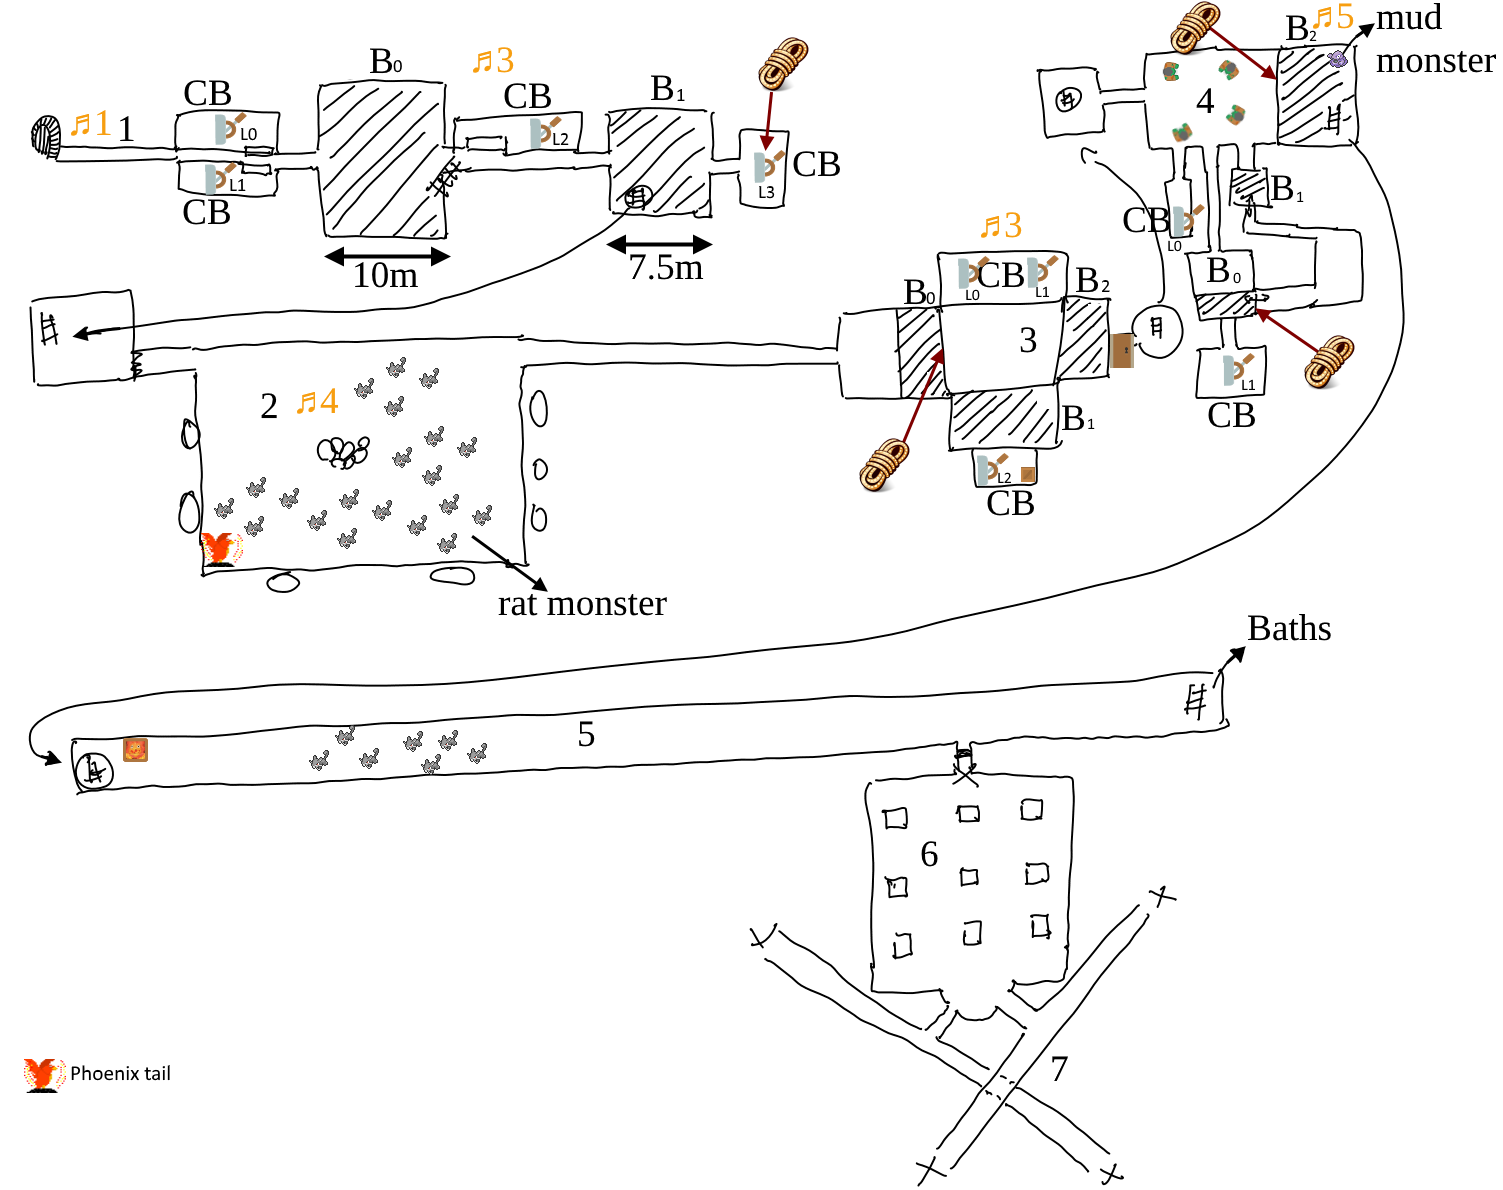 ♬1 1
CB
L0
L1
CB
B0
10m
♬3
CB
L2
B1
7.5m
CB
L3
B2
♬5
mud
monster
4
B1
CB
L0
B0
L1
CB
♬3
B0
CB
L0
L1
B2
3
B1
L2
CB
2 ♬4
rat monster
Baths
5
6
7
Phoenix tail